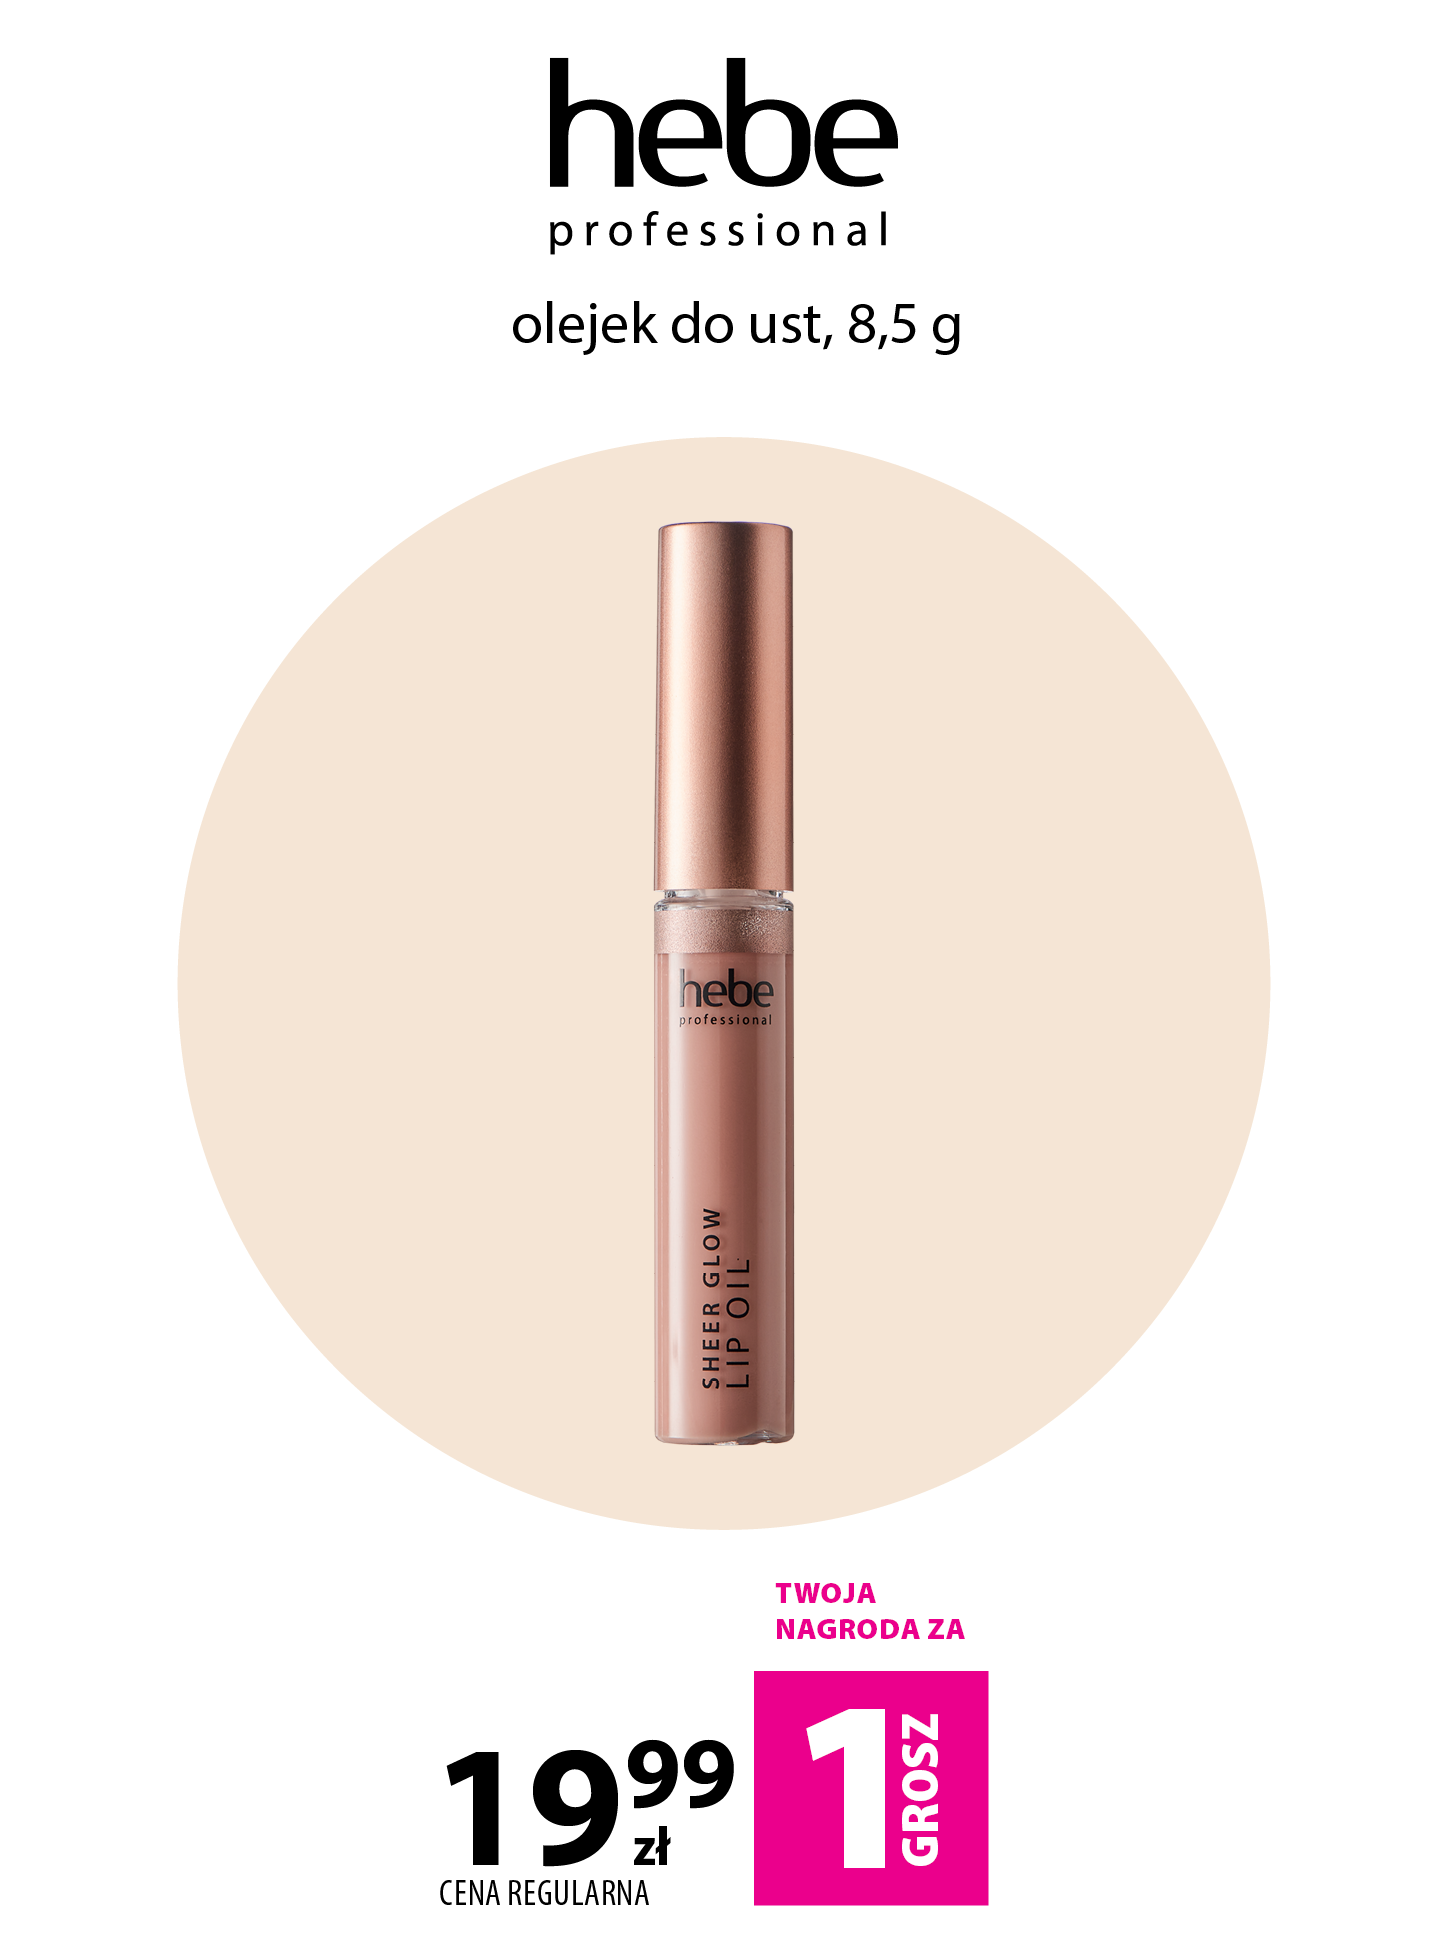 hebe
professional
olejek do ust, 8,5 g
hebe
professional
SHEER GLOW
LIP OIL
TWOJA
NAGRODA ZA
19 99 zł
CENA REGULARNA
1 GROSZ